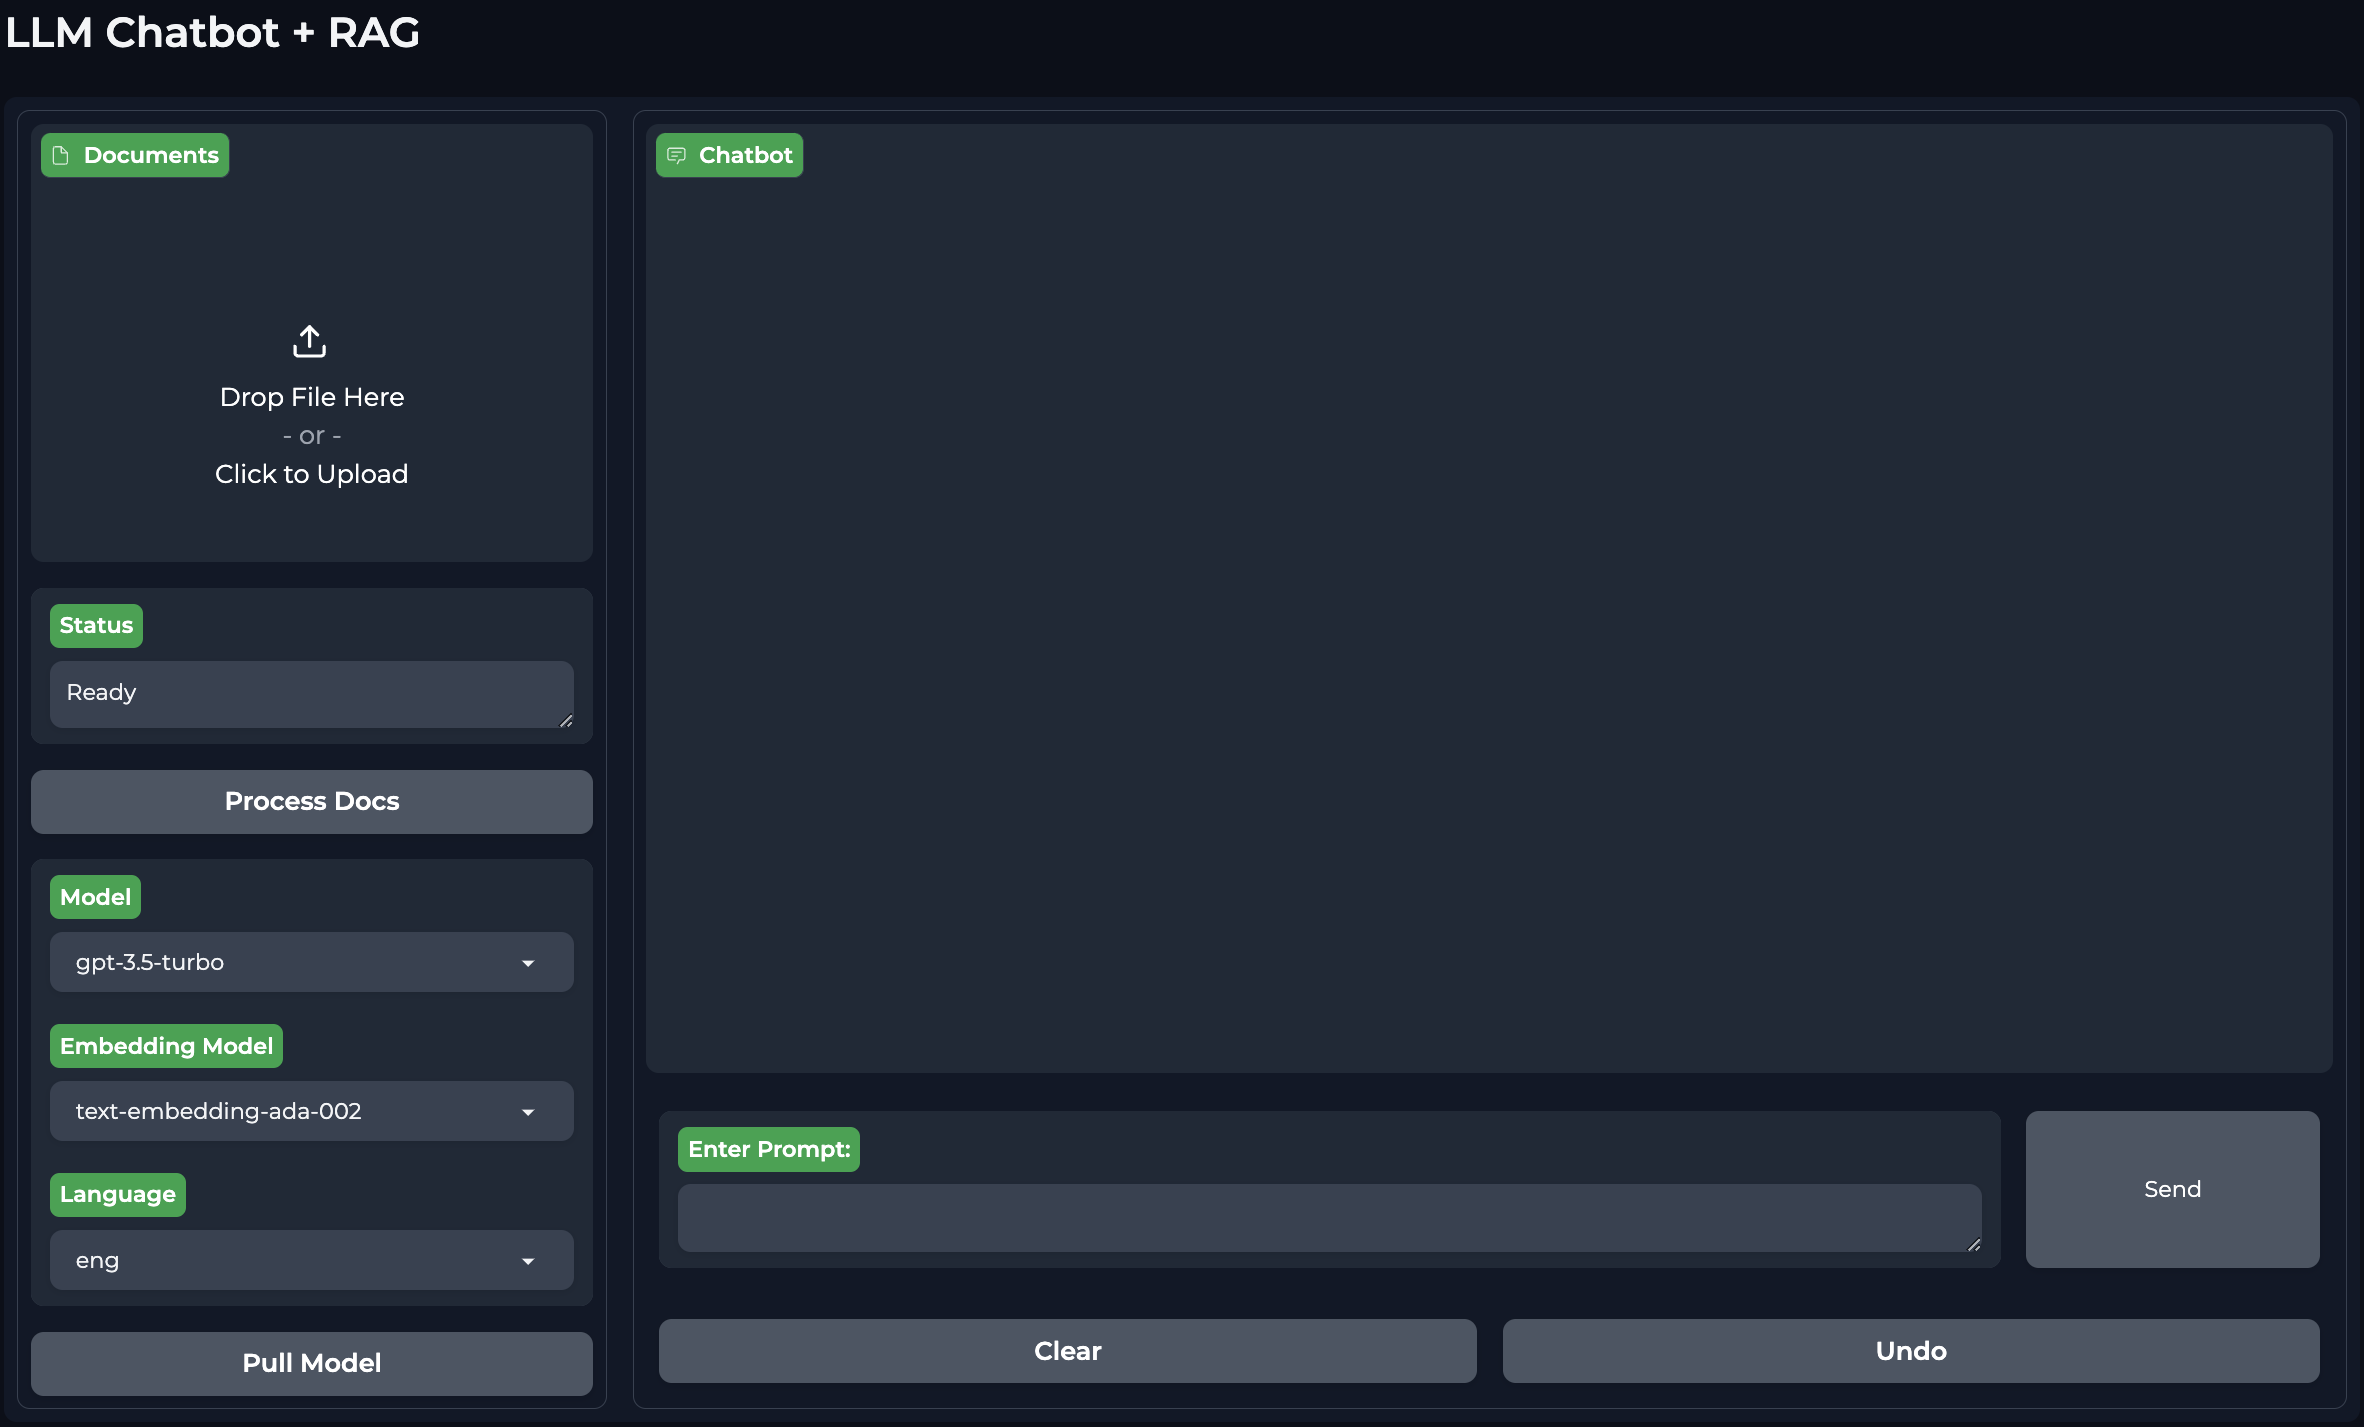 LLM Chatbot + RAG
Documents
Drop File Here
- or -
Click to Upload
Status
Ready
Process Docs
Model
gpt-3.5-turbo
Embedding Model
text-embedding-ada-002
Language
eng
Pull Model
Chatbot
Enter Prompt:
Send
Clear
Undo